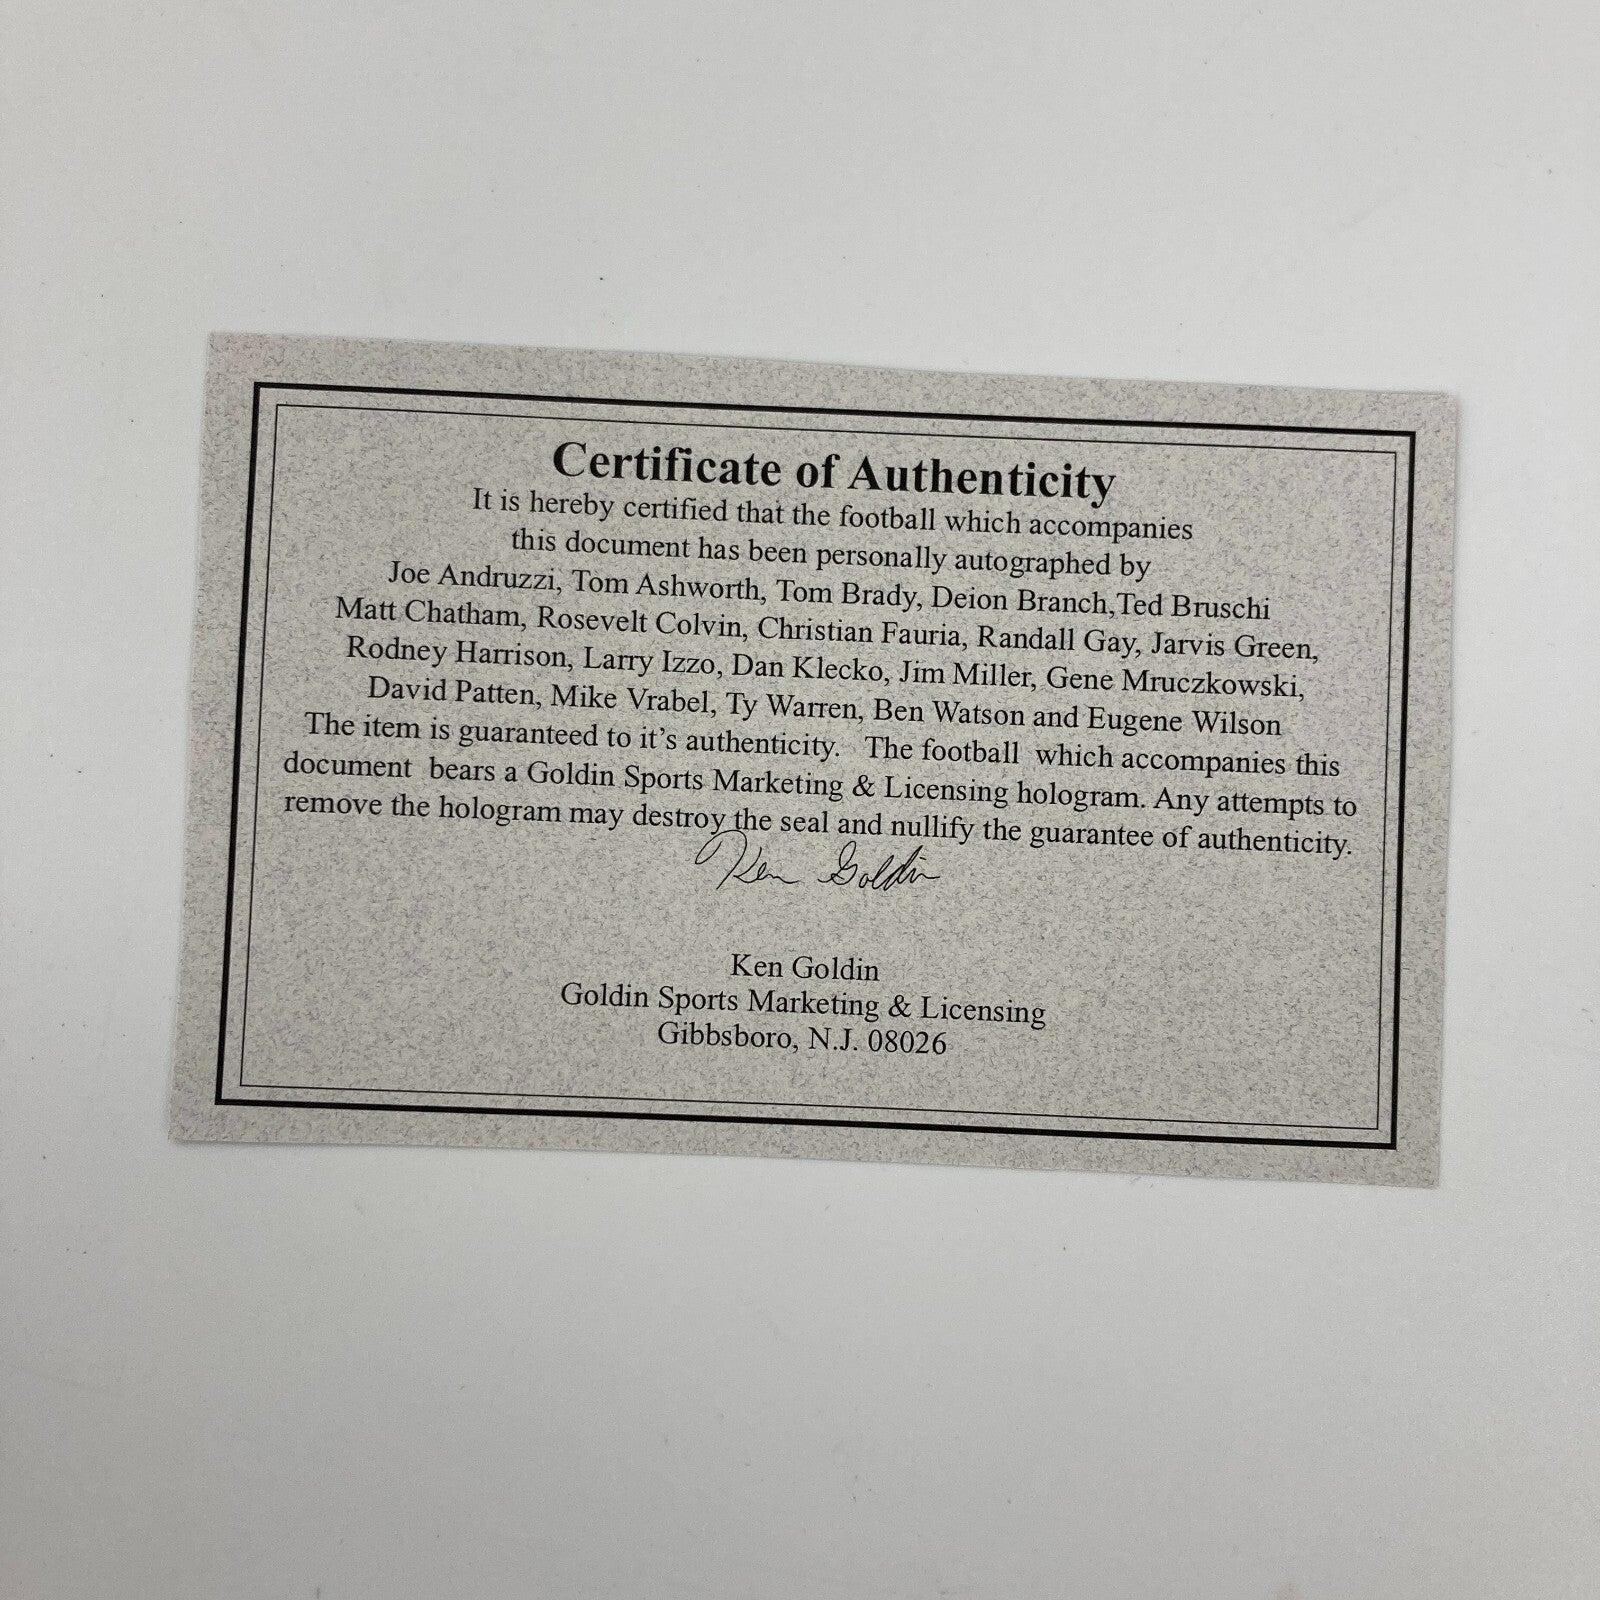 Certificate of Authenticity
It is hereby certified that the football which accompanies
this document has been personally autographed by
Joe Andruzzi, Tom Ashworth, Tom Brady, Deion Branch,Ted Bruschi
Matt Chatham, Rosevelt Colvin, Christian Fauria, Randall Gay, Jarvis Green,
Rodney Harrison, Larry Izzo, Dan Klecko, Jim Miller, Gene Mruczkowski,
David Patten, Mike Vrabel, Ty Warren, Ben Watson and Eugene Wilson
The item is guaranteed to it's authenticity. The football which accompanies this
document bears a Goldin Sports Marketing & Licensing hologram. Any attempts to
remove the hologram may destroy the seal and nullify the guarantee of authenticity.
Ken Goldin
Ken Goldin
Goldin Sports Marketing & Licensing
Gibbsboro, N.J. 08026